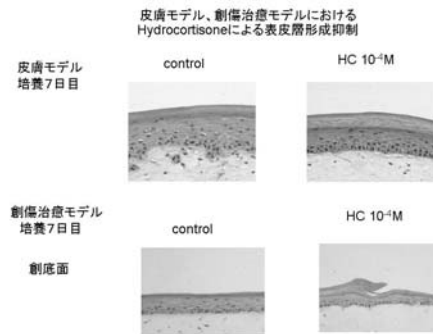 皮膚モデル、創傷治癒モデルにおける
Hydrocortisoneによる表皮層形成抑制
皮膚モデル
培養7日目
control
HC 10⁻⁴M
創傷治癒モデル
培養7日目
control
HC 10⁻⁴M
創底面